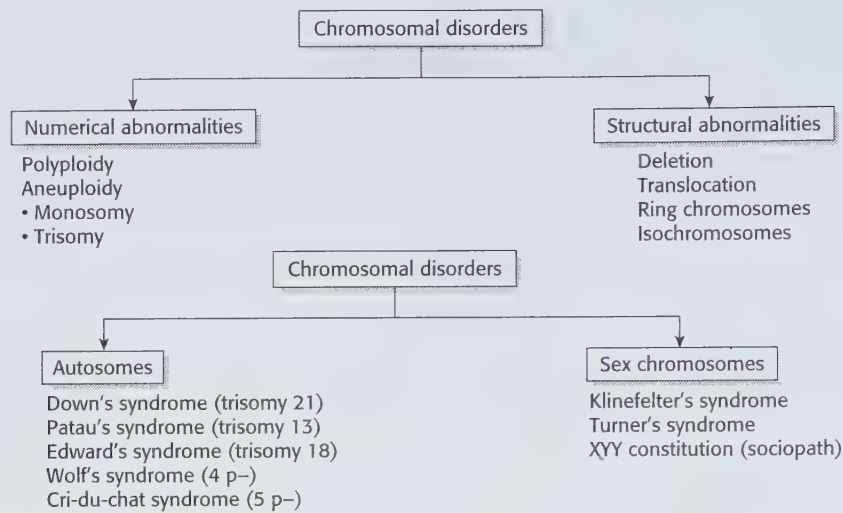 Chromosomal disorders
Numerical abnormalities
Polyploidy
Aneuploidy
• Monosomy
• Trisomy
Structural abnormalities
Deletion
Translocation
Ring chromosomes
Isochromosomes
Chromosomal disorders
Autosomes
Down's syndrome (trisomy 21)
Patau's syndrome (trisomy 13)
Edward's syndrome (trisomy 18)
Wolf's syndrome (4 p–)
Cri-du-chat syndrome (5 p–)
Sex chromosomes
Klinefelter's syndrome
Turner's syndrome
XYY constitution (sociopath)